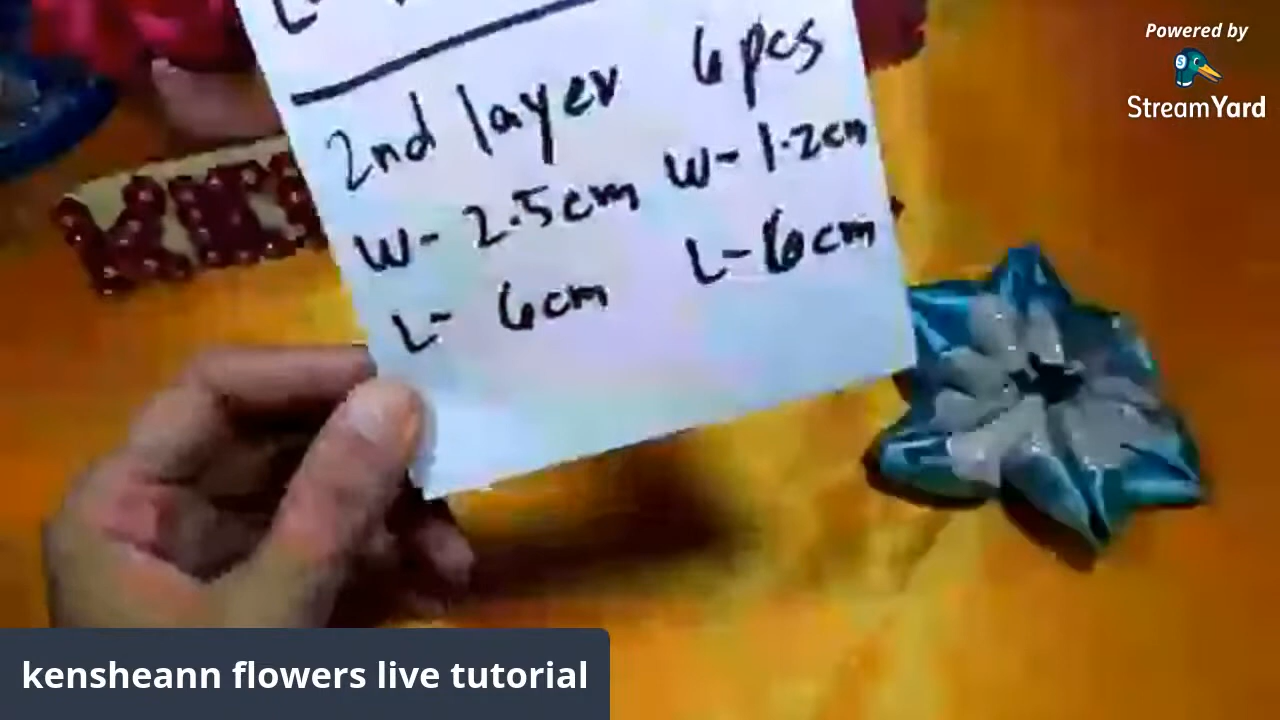 Powered by
StreamYard
L-
2nd layer 6pcs
W- 2.5cm W- 1.2cm
L- 6cm L- 6cm
kensheann flowers live tutorial